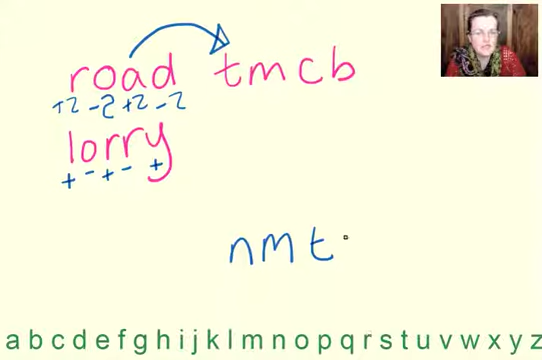 road tmcb
+2 -2 +2 -2
lorry
+ - + - +
nmt
a b c d e f g h i j k l m n o p q r s t u v w x y z